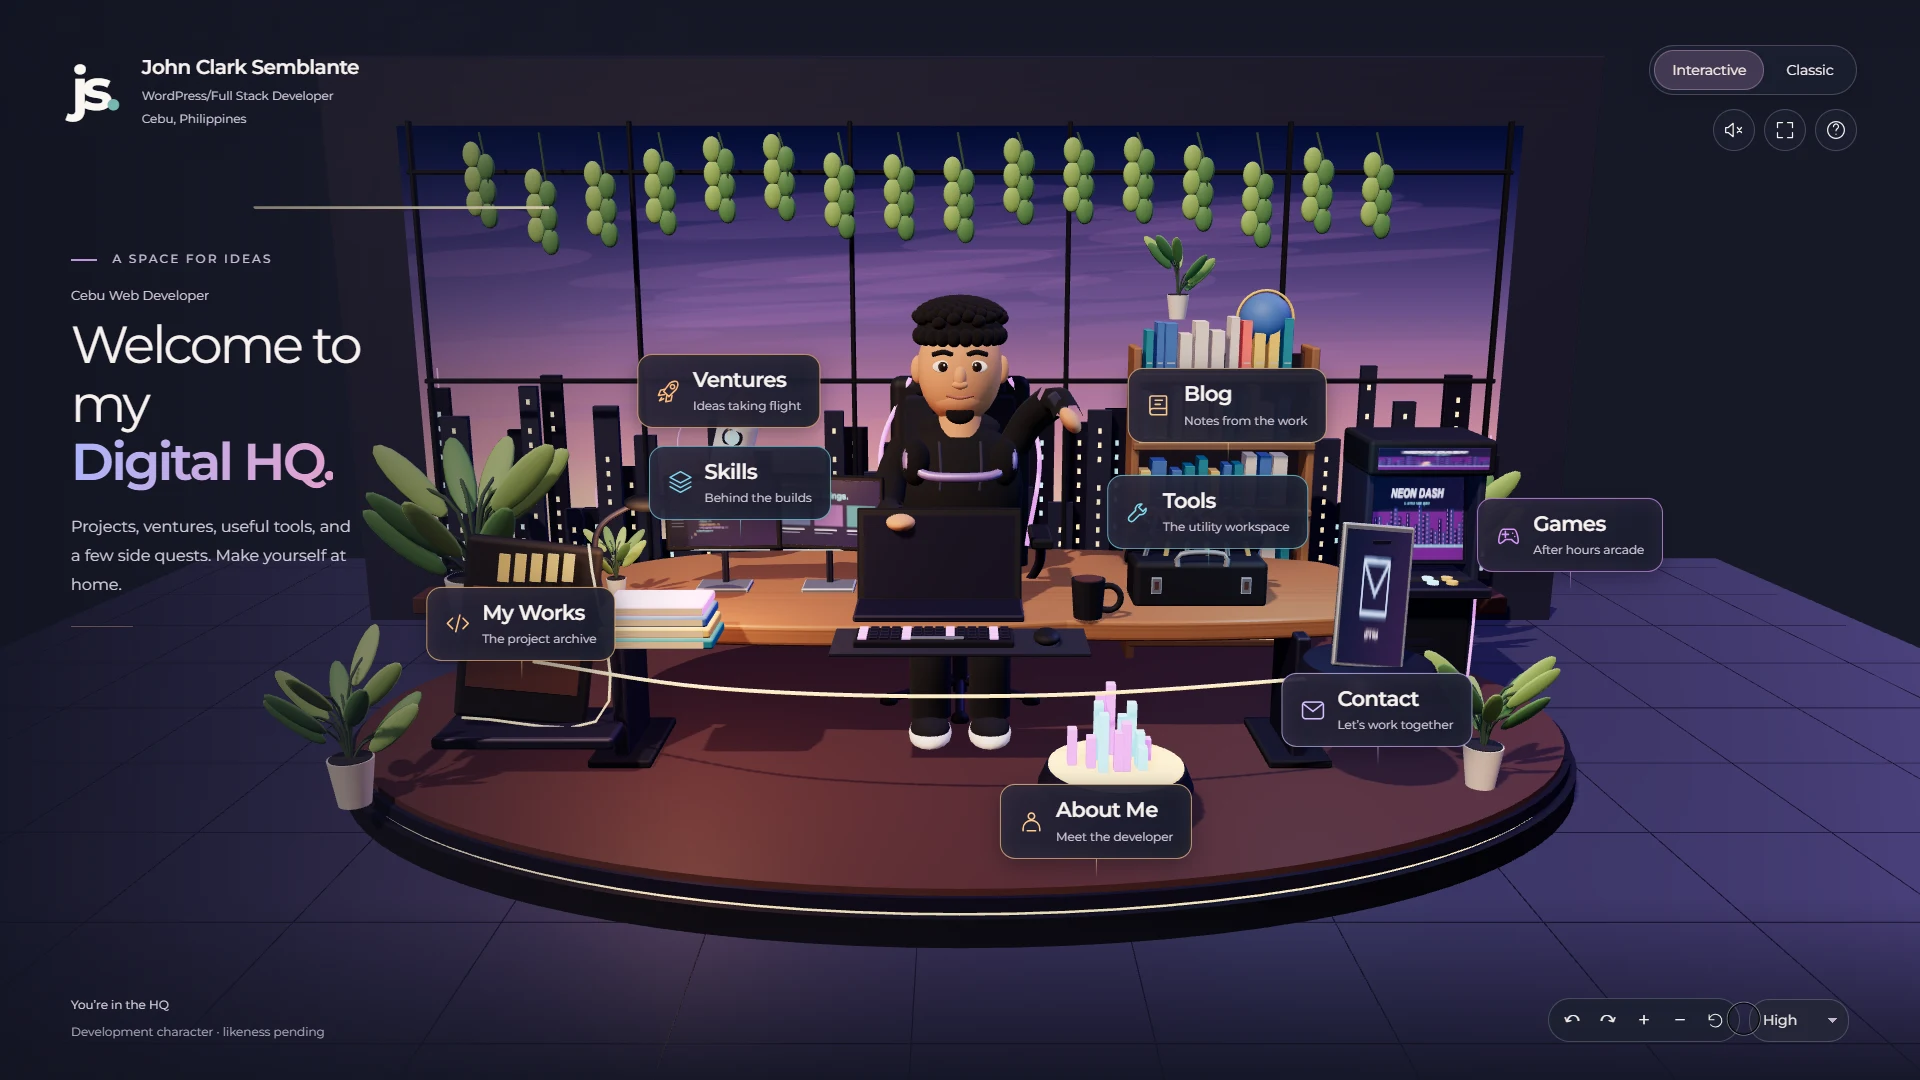 js.
John Clark Semblante
WordPress/Full Stack Developer
Cebu, Philippines
Interactive
Classic
A SPACE FOR IDEAS
Cebu Web Developer
Welcome to
my
Digital HQ.
Projects, ventures, useful tools, and
a few side quests. Make yourself at
home.
Ventures
Ideas taking flight
Blog
Notes from the work
Skills
Behind the builds
ngs.
Tools
The utility workspace
NEON DASH
Games
After hours arcade
My Works
The project archive
Contact
Let's work together
About Me
Meet the developer
You're in the HQ
Development character · likeness pending
High